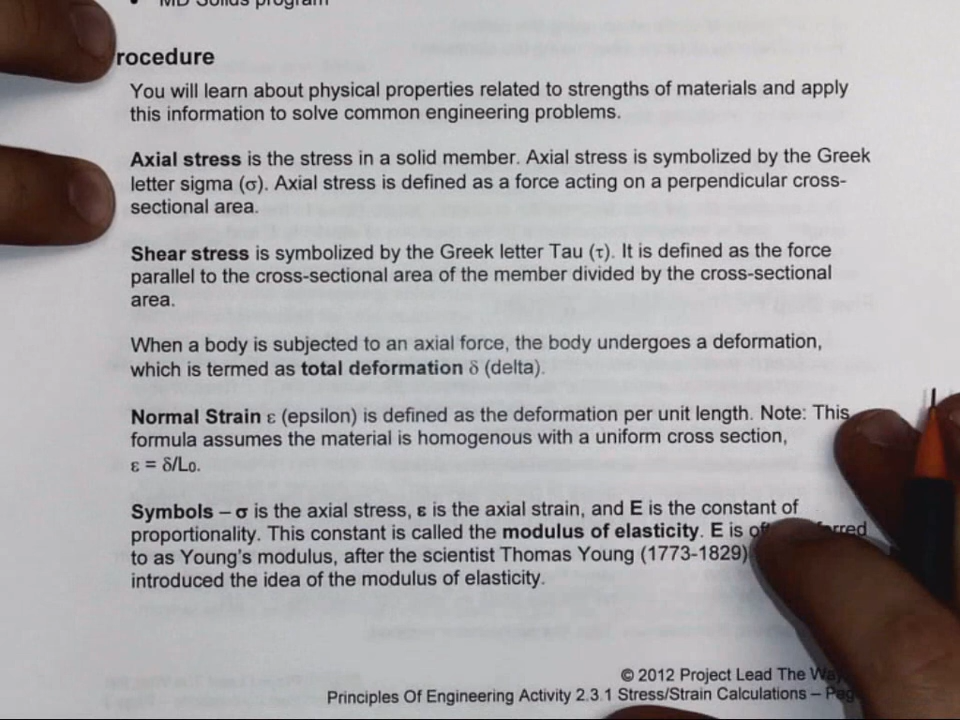 • MD Solids program
rocedure
You will learn about physical properties related to strengths of materials and apply
this information to solve common engineering problems.
Axial stress is the stress in a solid member. Axial stress is symbolized by the Greek
letter sigma (σ). Axial stress is defined as a force acting on a perpendicular cross-
sectional area.
Shear stress is symbolized by the Greek letter Tau (τ). It is defined as the force
parallel to the cross-sectional area of the member divided by the cross-sectional
area.
When a body is subjected to an axial force, the body undergoes a deformation,
which is termed as total deformation δ (delta).
Normal Strain ε (epsilon) is defined as the deformation per unit length. Note: This
formula assumes the material is homogenous with a uniform cross section,
ε = δ/L₀.
Symbols – σ is the axial stress, ε is the axial strain, and E is the constant of
proportionality. This constant is called the modulus of elasticity. E is
to as Young's modulus, after the scientist Thomas Young (1773-1829)
introduced the idea of the modulus of elasticity.
© 2012 Project Lead The Way
Principles Of Engineering Activity 2.3.1 Stress/Strain Calculations –